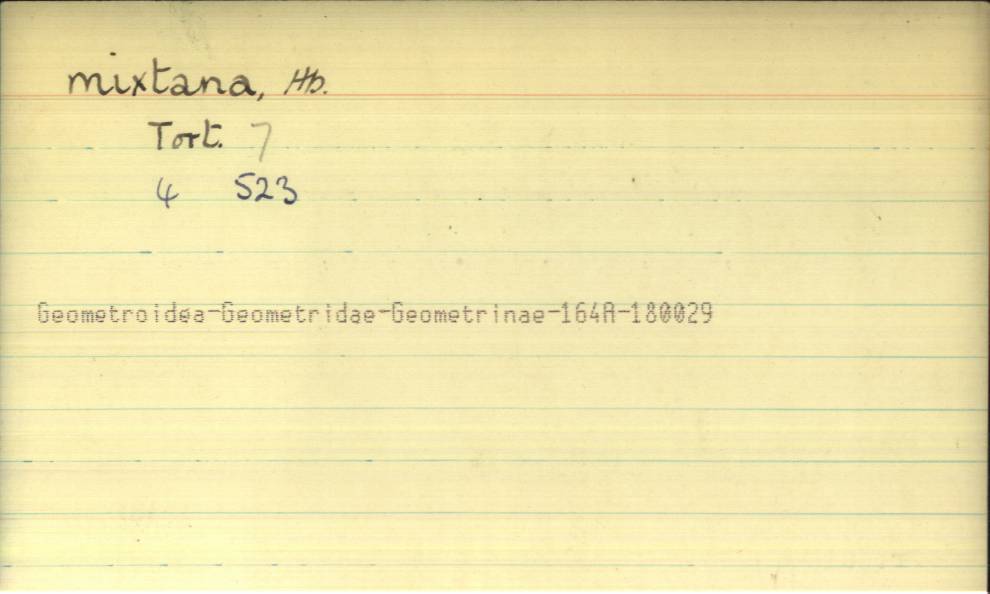 mixtana, Hb.
Tort. 7
4 523
Geometroidea-Geometridae-Geometrinae-164A-180029